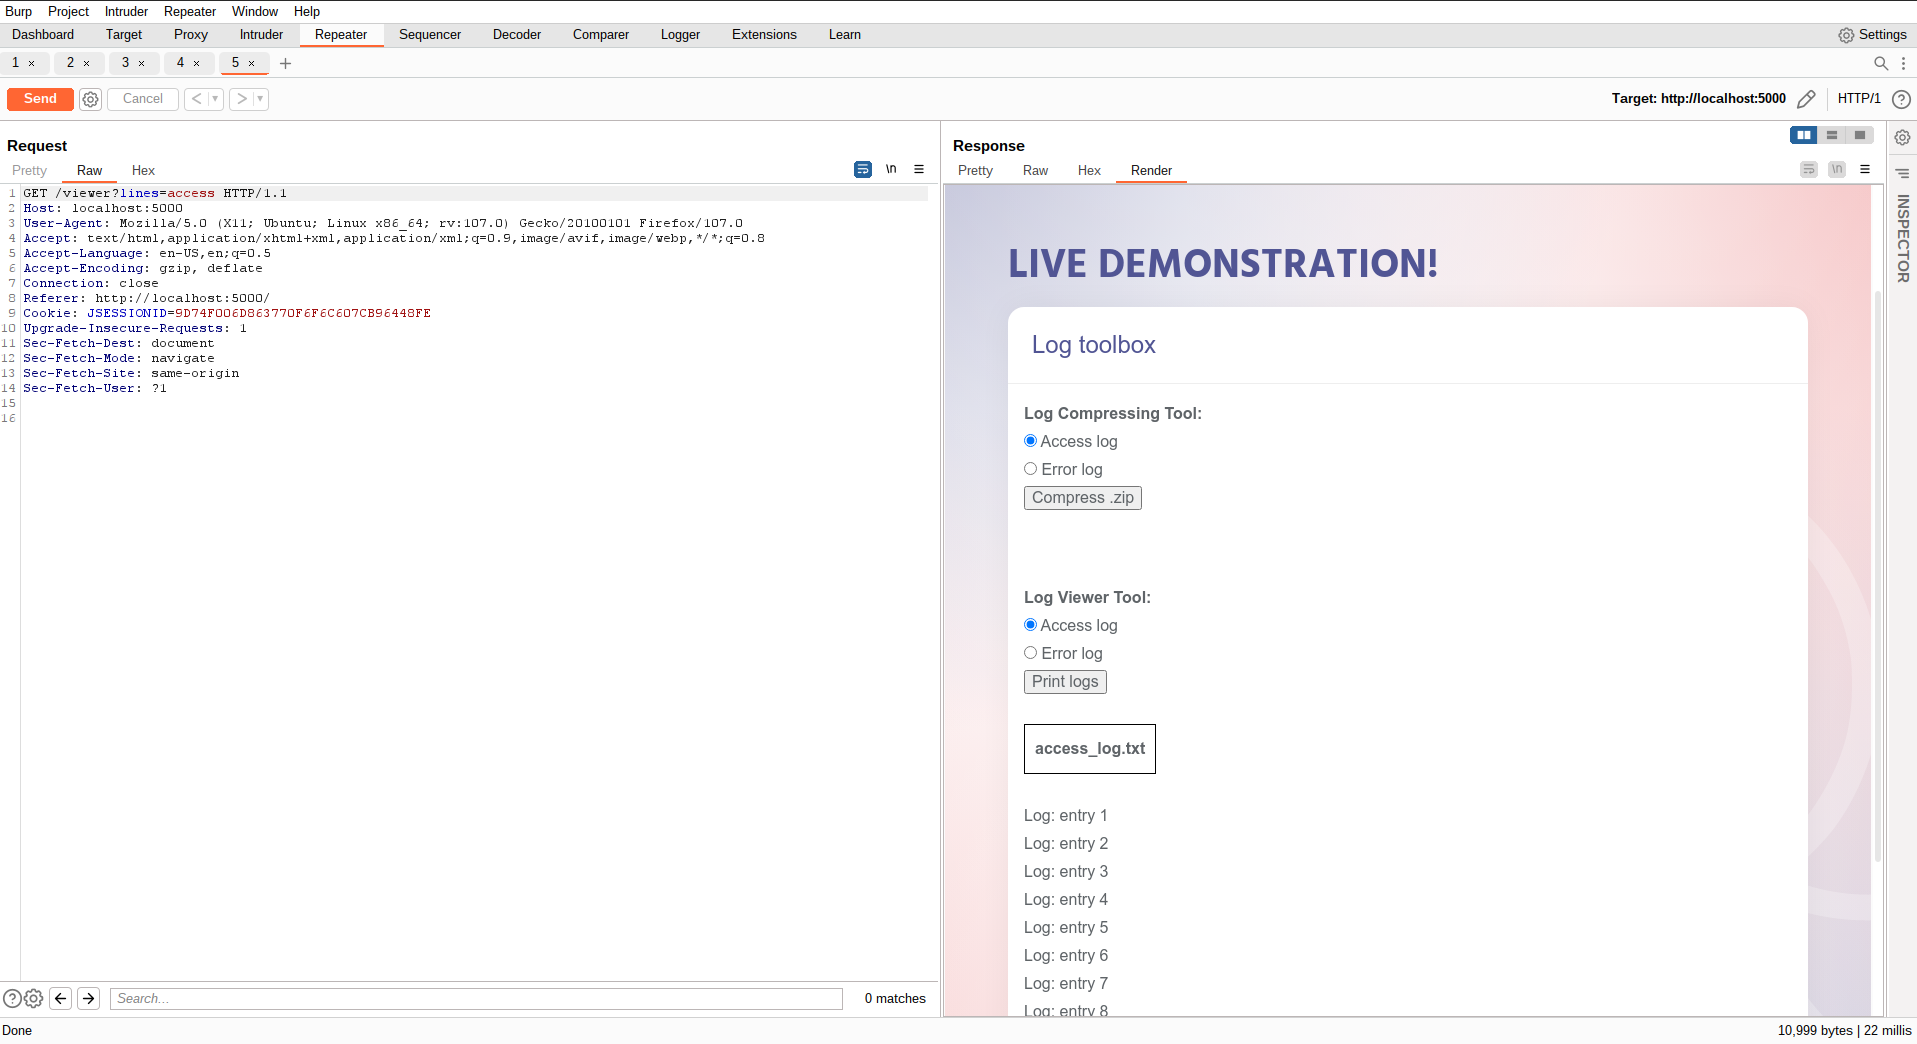 Burp Project Intruder Repeater Window Help
Dashboard Target Proxy Intruder Repeater Sequencer Decoder Comparer Logger Extensions Learn Settings
1 × 2 × 3 × 4 × 5 × +
Send Cancel < > Target: http://localhost:5000 HTTP/1 ?
Request
Pretty Raw Hex \n
1 GET /viewer?lines=access HTTP/1.1
2 Host: localhost:5000
3 User-Agent: Mozilla/5.0 (X11; Ubuntu; Linux x86_64; rv:107.0) Gecko/20100101 Firefox/107.0
4 Accept: text/html,application/xhtml+xml,application/xml;q=0.9,image/avif,image/webp,*/*;q=0.8
5 Accept-Language: en-US,en;q=0.5
6 Accept-Encoding: gzip, deflate
7 Connection: close
8 Referer: http://localhost:5000/
9 Cookie: JSESSIONID=9D74F006D863770F6F6C607CB96448FE
10 Upgrade-Insecure-Requests: 1
11 Sec-Fetch-Dest: document
12 Sec-Fetch-Mode: navigate
13 Sec-Fetch-Site: same-origin
14 Sec-Fetch-User: ?1
15
16
Search...
0 matches
Response
Pretty Raw Hex Render \n
LIVE DEMONSTRATION!
Log toolbox
Log Compressing Tool:
Access log
Error log
Compress .zip
Log Viewer Tool:
Access log
Error log
Print logs
access_log.txt
Log: entry 1
Log: entry 2
Log: entry 3
Log: entry 4
Log: entry 5
Log: entry 6
Log: entry 7
Log: entry 8
INSPECTOR
Done
10,999 bytes | 22 millis